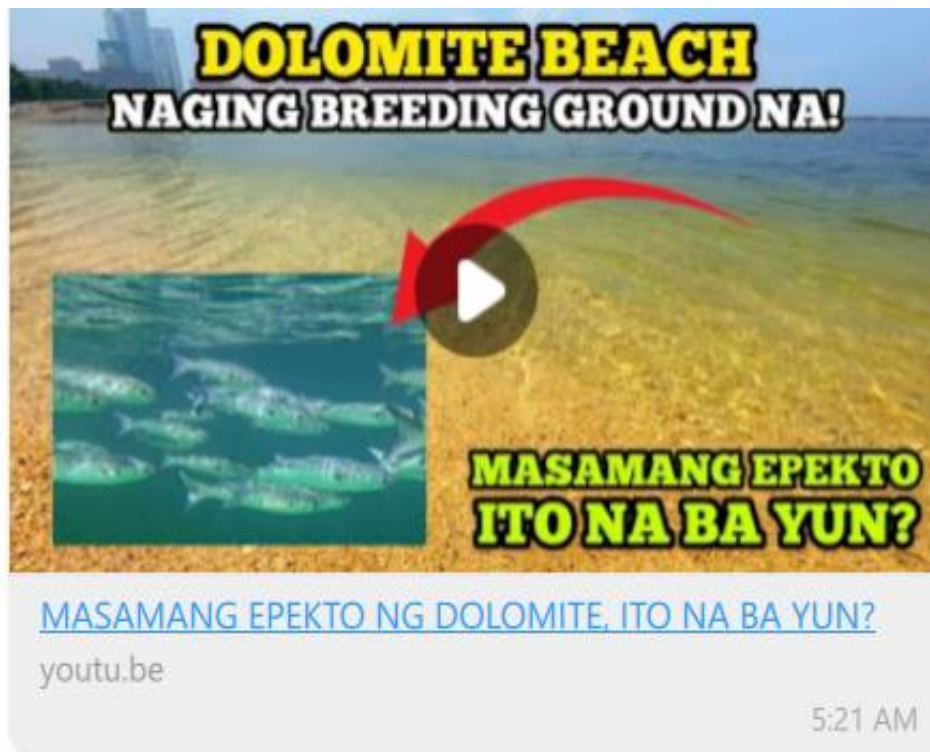 DOLOMITE BEACH
NAGING BREEDING GROUND NA!
MASAMANG EPEKTO
ITO NA BA YUN?
MASAMANG EPEKTO NG DOLOMITE, ITO NA BA YUN?
youtu.be
5:21 AM